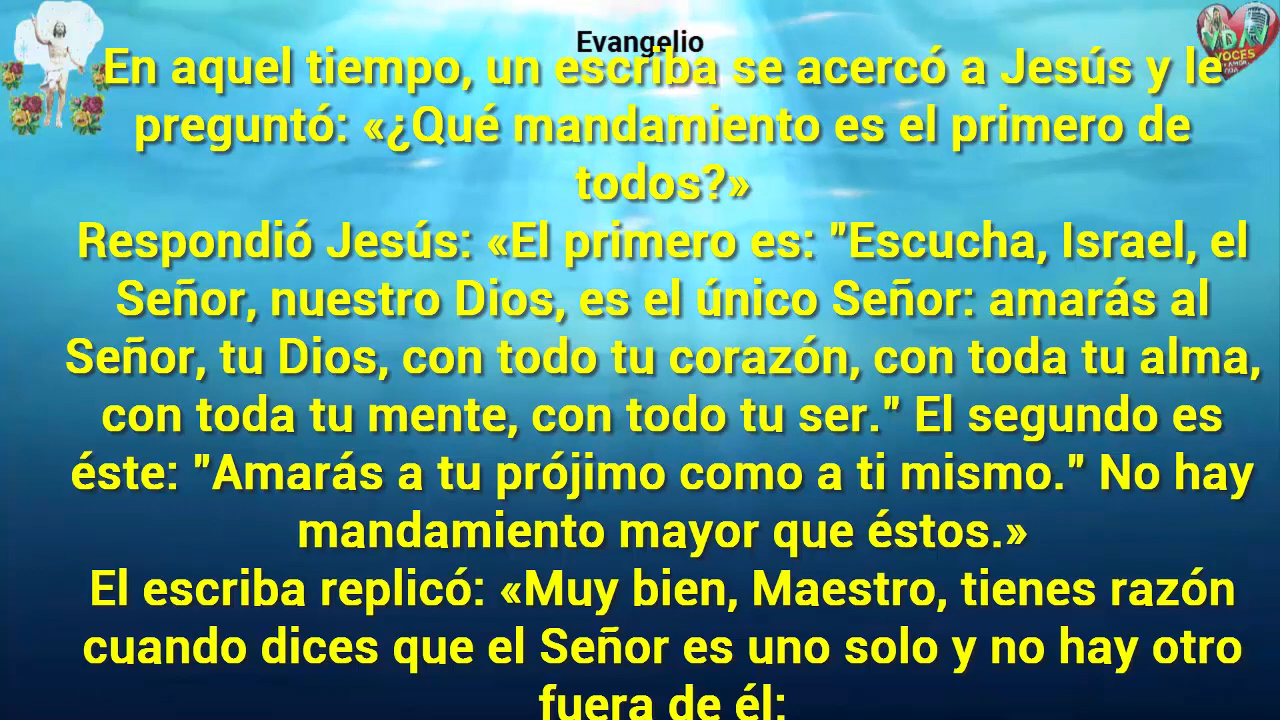 Evangelio
En aquel tiempo, un escriba se acercó a Jesús y le
preguntó: «¿Qué mandamiento es el primero de
todos?»
Respondió Jesús: «El primero es: "Escucha, Israel, el
Señor, nuestro Dios, es el único Señor: amarás al
Señor, tu Dios, con todo tu corazón, con toda tu alma,
con toda tu mente, con todo tu ser." El segundo es
éste: "Amarás a tu prójimo como a ti mismo." No hay
mandamiento mayor que éstos.»
El escriba replicó: «Muy bien, Maestro, tienes razón
cuando dices que el Señor es uno solo y no hay otro
fuera de él;
VOCES